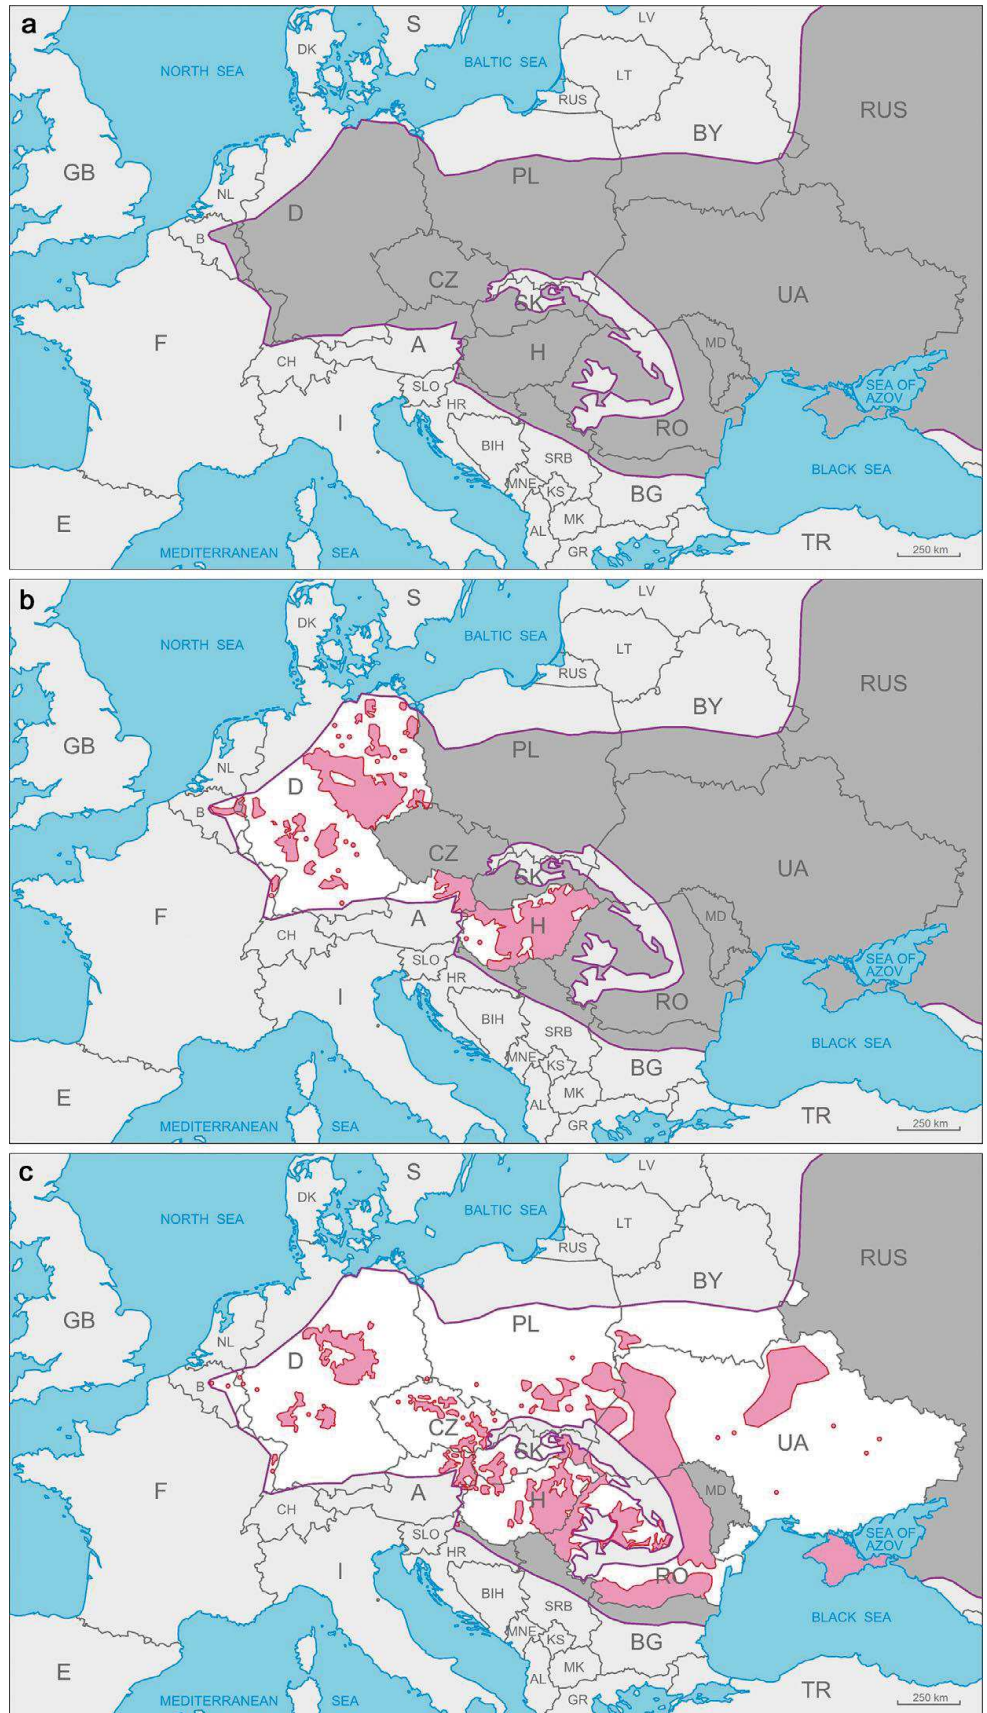 a
S
LV
DK
NORTH SEA
BALTIC SEA
LT
RUS
RUS
BY
GB
PL
NL
D
B
CZ
UA
SK
F
MD
A
H
CH
SEA OF
AZOV
SLO
HR
I
RO
BIH
SRB
BLACK SEA
MNE
KS
BG
E
MK
AL
TR
MEDITERRANEAN SEA
GR
250 km
b
S
LV
DK
NORTH SEA
BALTIC SEA
LT
RUS
RUS
BY
GB
PL
NL
D
B
CZ
UA
SK
F
MD
A
H
CH
SEA OF
AZOV
SLO
HR
I
RO
BIH
SRB
BLACK SEA
MNE
KS
BG
E
MK
AL
TR
MEDITERRANEAN SEA
GR
250 km
c
S
LV
DK
NORTH SEA
BALTIC SEA
LT
RUS
RUS
BY
GB
PL
NL
D
B
CZ
UA
SK
F
MD
A
H
CH
SEA OF
AZOV
SLO
HR
I
RO
BIH
SRB
BLACK SEA
MNE
KS
BG
E
MK
AL
TR
MEDITERRANEAN SEA
GR
250 km